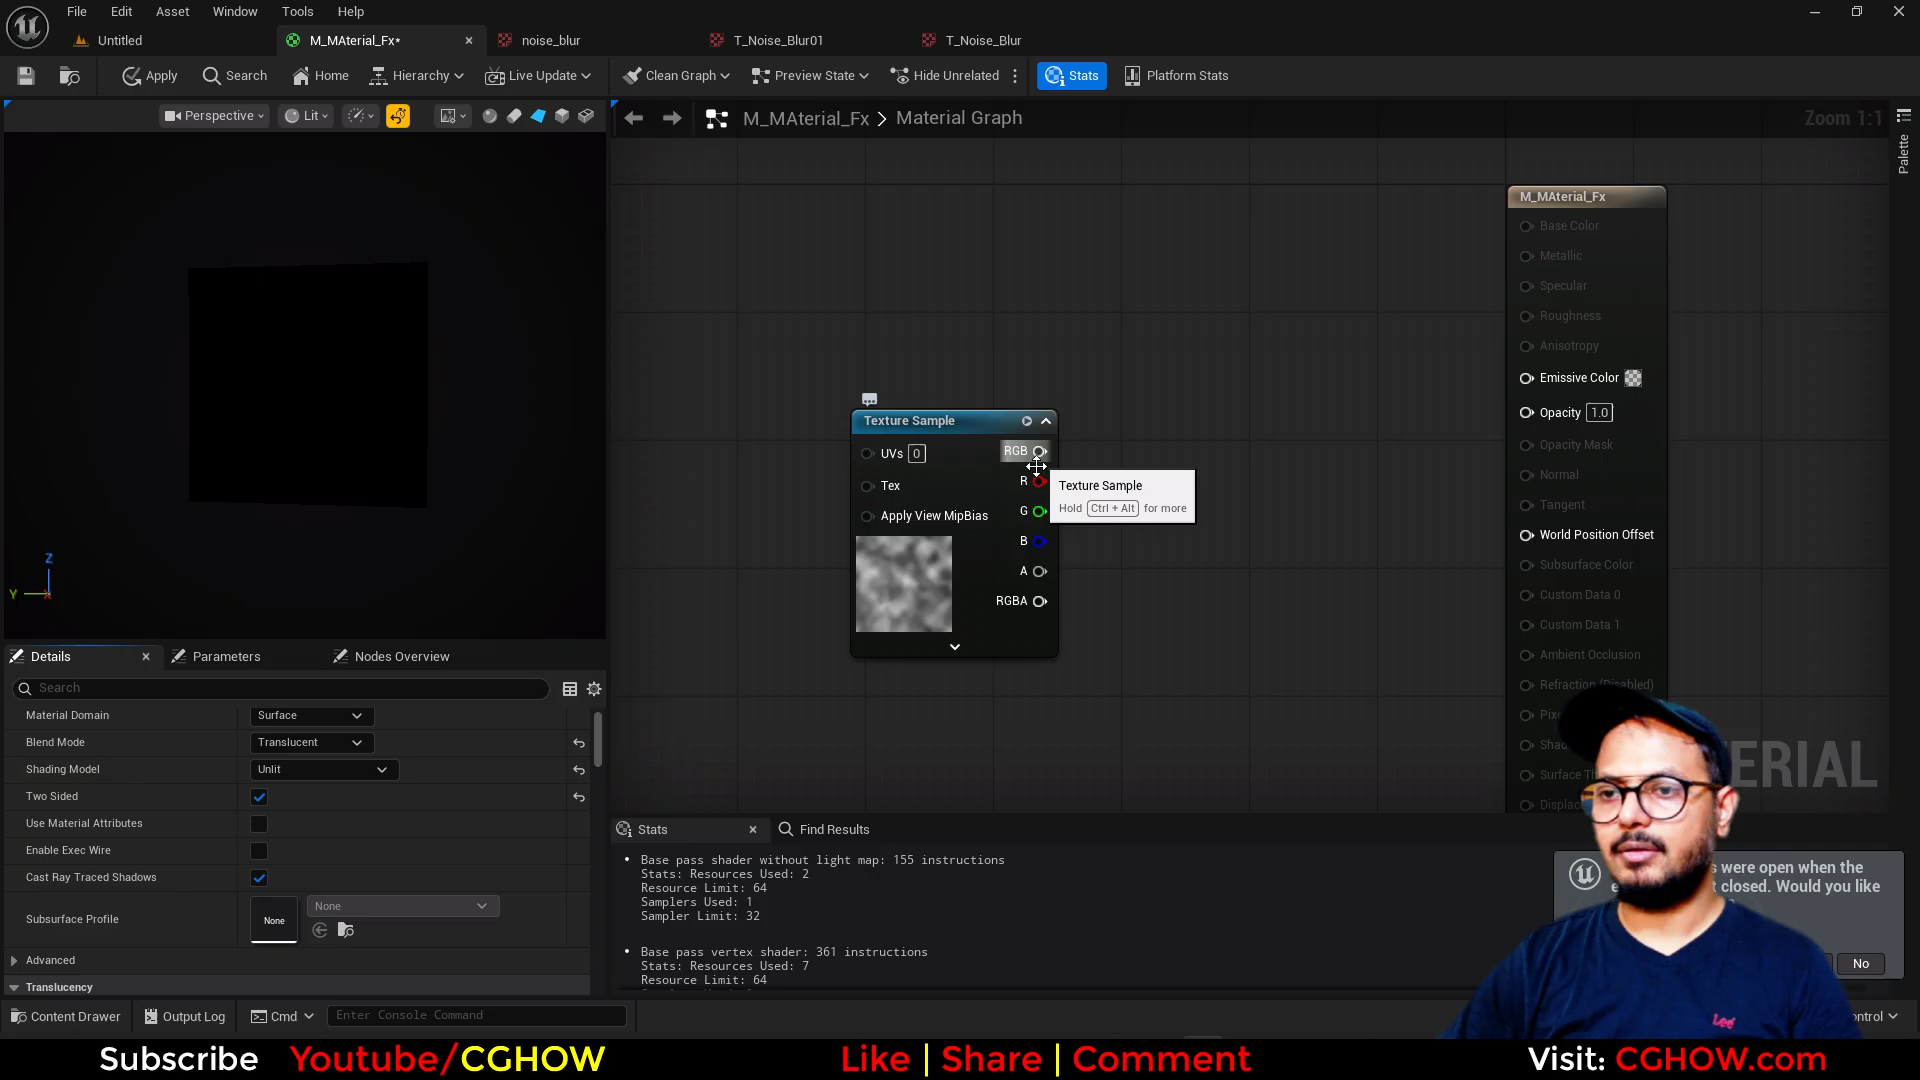 File Edit Asset Window Tools Help
Untitled M_MAterial_Fx* noise_blur T_Noise_Blur01 T_Noise_Blur
Apply Search Home Hierarchy Live Update Clean Graph Preview State Hide Unrelated Stats Platform Stats
Perspective Lit
M_MAterial_Fx > Material Graph
Zoom 1:1
Palette
M_MAterial_Fx
Base Color
Metallic
Specular
Roughness
Anisotropy
Emissive Color
Opacity 1.0
Opacity Mask
Normal
Tangent
World Position Offset
Subsurface Color
Custom Data 0
Custom Data 1
Ambient Occlusion
Refraction (Disabled)
Texture Sample
UVs 0 RGB
Tex R
Apply View MipBias G
B
A
RGBA
Texture Sample
Hold Ctrl + Alt for more
Z
Y X
Details Parameters Nodes Overview
Search
Material Domain Surface
Blend Mode Translucent
Shading Model Unlit
Two Sided
Use Material Attributes
Enable Exec Wire
Cast Ray Traced Shadows
Subsurface Profile None None
Advanced
Translucency
Stats Find Results
Base pass shader without light map: 155 instructions
Stats: Resources Used: 2
Resource Limit: 64
Samplers Used: 1
Sampler Limit: 32
Base pass vertex shader: 361 instructions
Stats: Resources Used: 7
Resource Limit: 64
were open when the
closed. Would you like
No
Content Drawer Output Log Cmd Enter Console Command
Lee
Subscribe Youtube/CGHOW Like | Share | Comment Visit: CGHOW.com